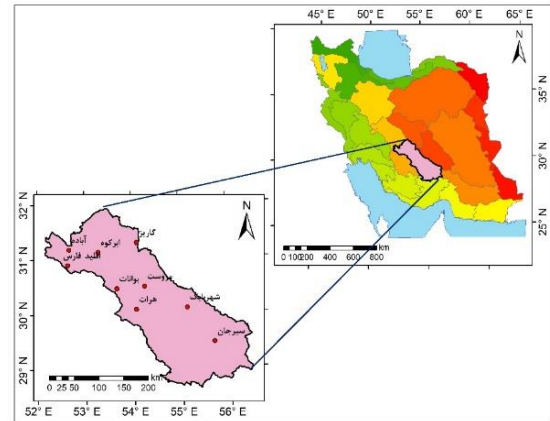 45° E 50° E 55° E 60° E 65° E
N
35° N
30° N
25° N
0 100200 400 600 800
km
32° N
31° N
30° N
29° N
N
گاریز
آباده
ابرکوه
اقلید فارس
بوانات
مروست
هرات
شهربابک
سیرجان
0 25 50 100 150 200
km
52° E 53° E 54° E 55° E 56° E